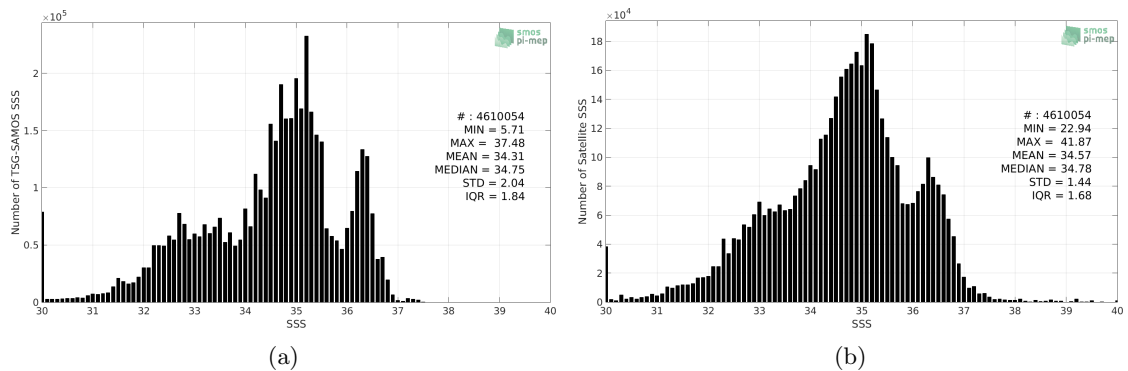 ×10⁵
2
1.5
1
0.5
0
Number of TSG-SAMOS SSS
smos
pi-mep
# : 4610054
MIN = 5.71
MAX = 37.48
MEAN = 34.31
MEDIAN = 34.75
STD = 2.04
IQR = 1.84
30 31 32 33 34 35 36 37 38 39 40
SSS
(a)
×10⁴
18
16
14
12
10
8
6
4
2
0
Number of Satellite SSS
smos
pi-mep
# : 4610054
MIN = 22.94
MAX = 41.87
MEAN = 34.57
MEDIAN = 34.78
STD = 1.44
IQR = 1.68
30 31 32 33 34 35 36 37 38 39 40
SSS
(b)